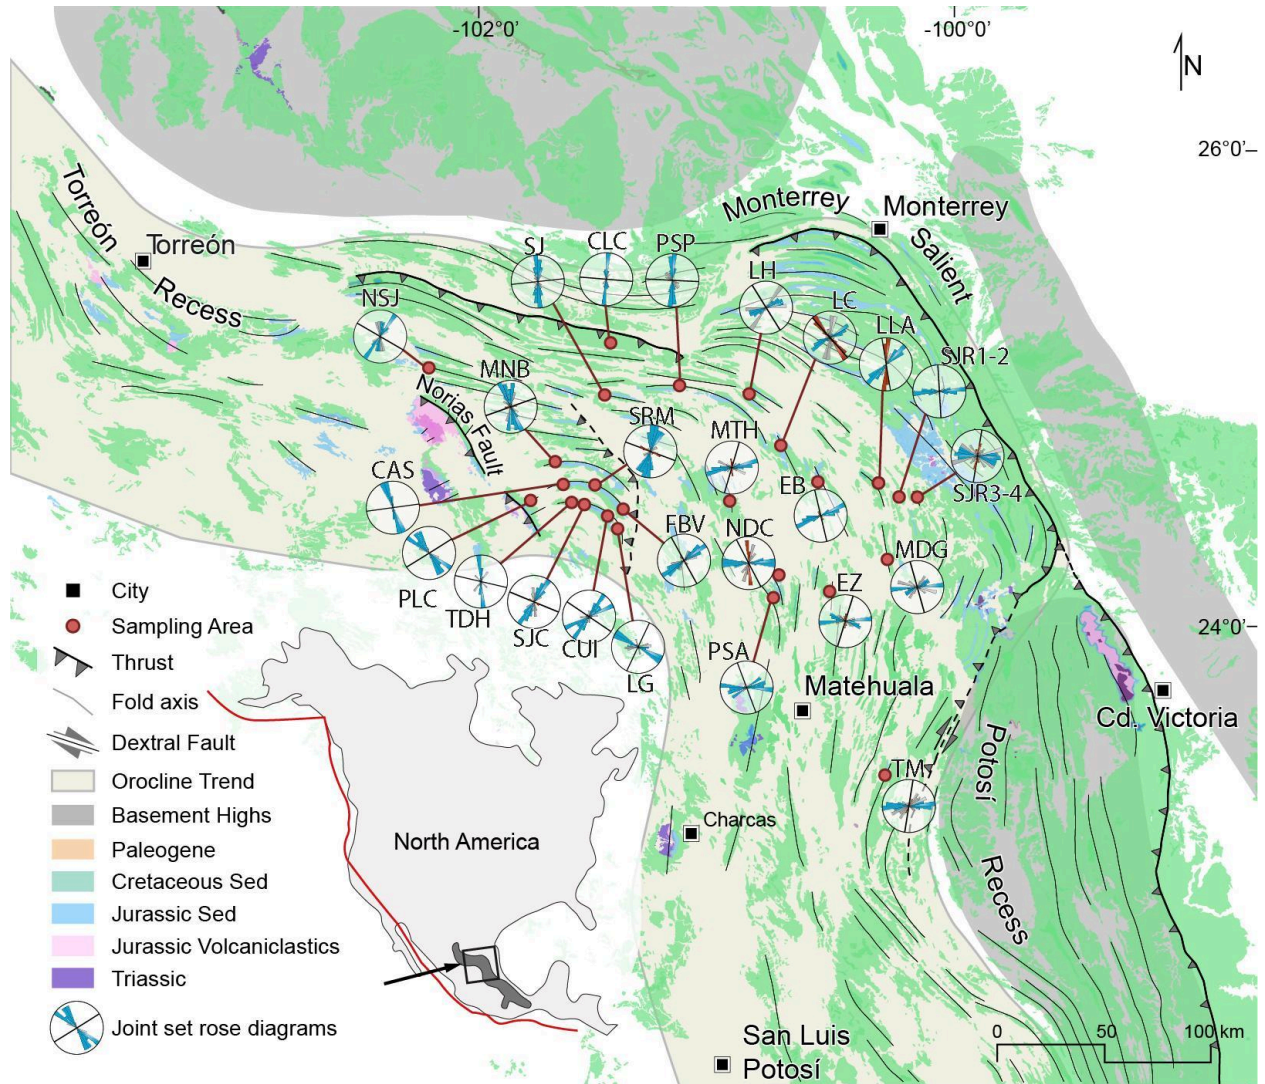 -102°0'
-100°0'
N
26°0'
Monterrey
Salient
Monterrey
Torreón
Recess
Torreón
SJ
CLC
PSP
LH
LC
LLA
SJR1-2
NSJ
MNB
Norias Fault
SRM
MTH
EB
SJR3-4
CAS
FBV
NDC
MDG
EZ
PLC
TDH
SJC
CUI
LG
PSA
24°0'
Matehuala
Cd. Victoria
Potosí
Recess
TM
Charcas
San Luis
Potosí
City
Sampling Area
Thrust
Fold axis
Dextral Fault
Orocline Trend
Basement Highs
Paleogene
Cretaceous Sed
Jurassic Sed
Jurassic Volcaniclastics
Triassic
Joint set rose diagrams
North America
0 50 100 km